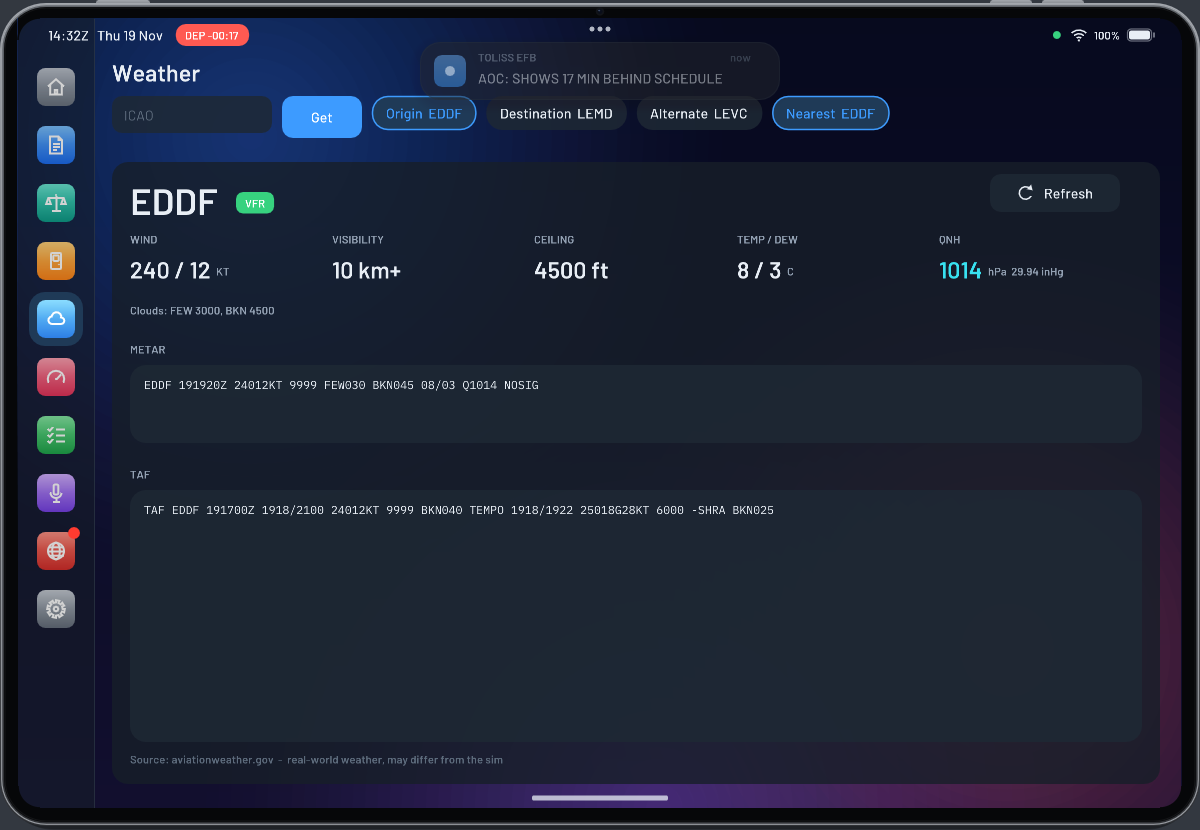 14:32Z Thu 19 Nov DEP -00:17 100%
TOLISS EFB now
AOC: SHOWS 17 MIN BEHIND SCHEDULE
Weather
ICAO Get Origin EDDF Destination LEMD Alternate LEVC Nearest EDDF
EDDF VFR Refresh
WIND VISIBILITY CEILING TEMP / DEW QNH
240 / 12 KT 10 km+ 4500 ft 8 / 3 C 1014 hPa 29.94 inHg
Clouds: FEW 3000, BKN 4500
METAR
EDDF 191920Z 24012KT 9999 FEW030 BKN045 08/03 Q1014 NOSIG
TAF
TAF EDDF 191700Z 1918/2100 24012KT 9999 BKN040 TEMPO 1918/1922 25018G28KT 6000 -SHRA BKN025
Source: aviationweather.gov - real-world weather, may differ from the sim